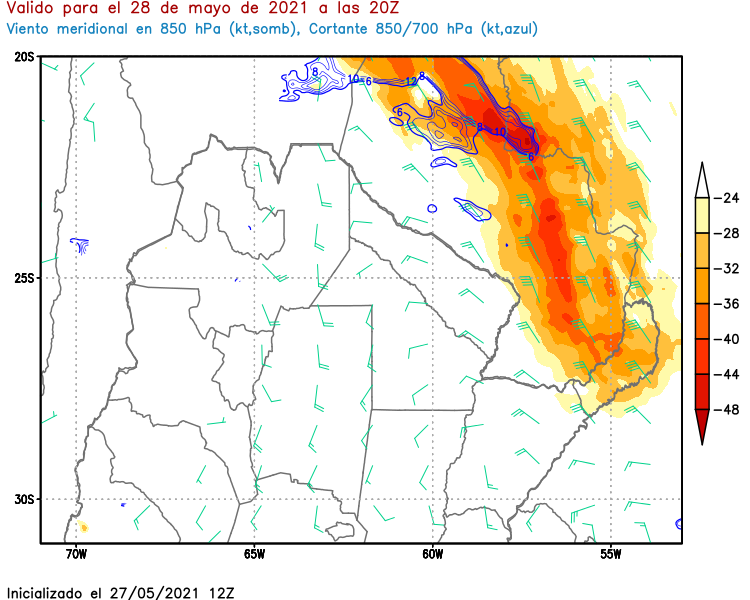 Valido para el 28 de mayo de 2021 a las 20Z
Viento meridional en 850 hPa (kt,somb), Cortante 850/700 hPa (kt,azul)
20S
25S
30S
70W 65W 60W 55W
8
10 6 12 8
6
8 10
6
-24
-28
-32
-36
-40
-44
-48
Inicializado el 27/05/2021 12Z